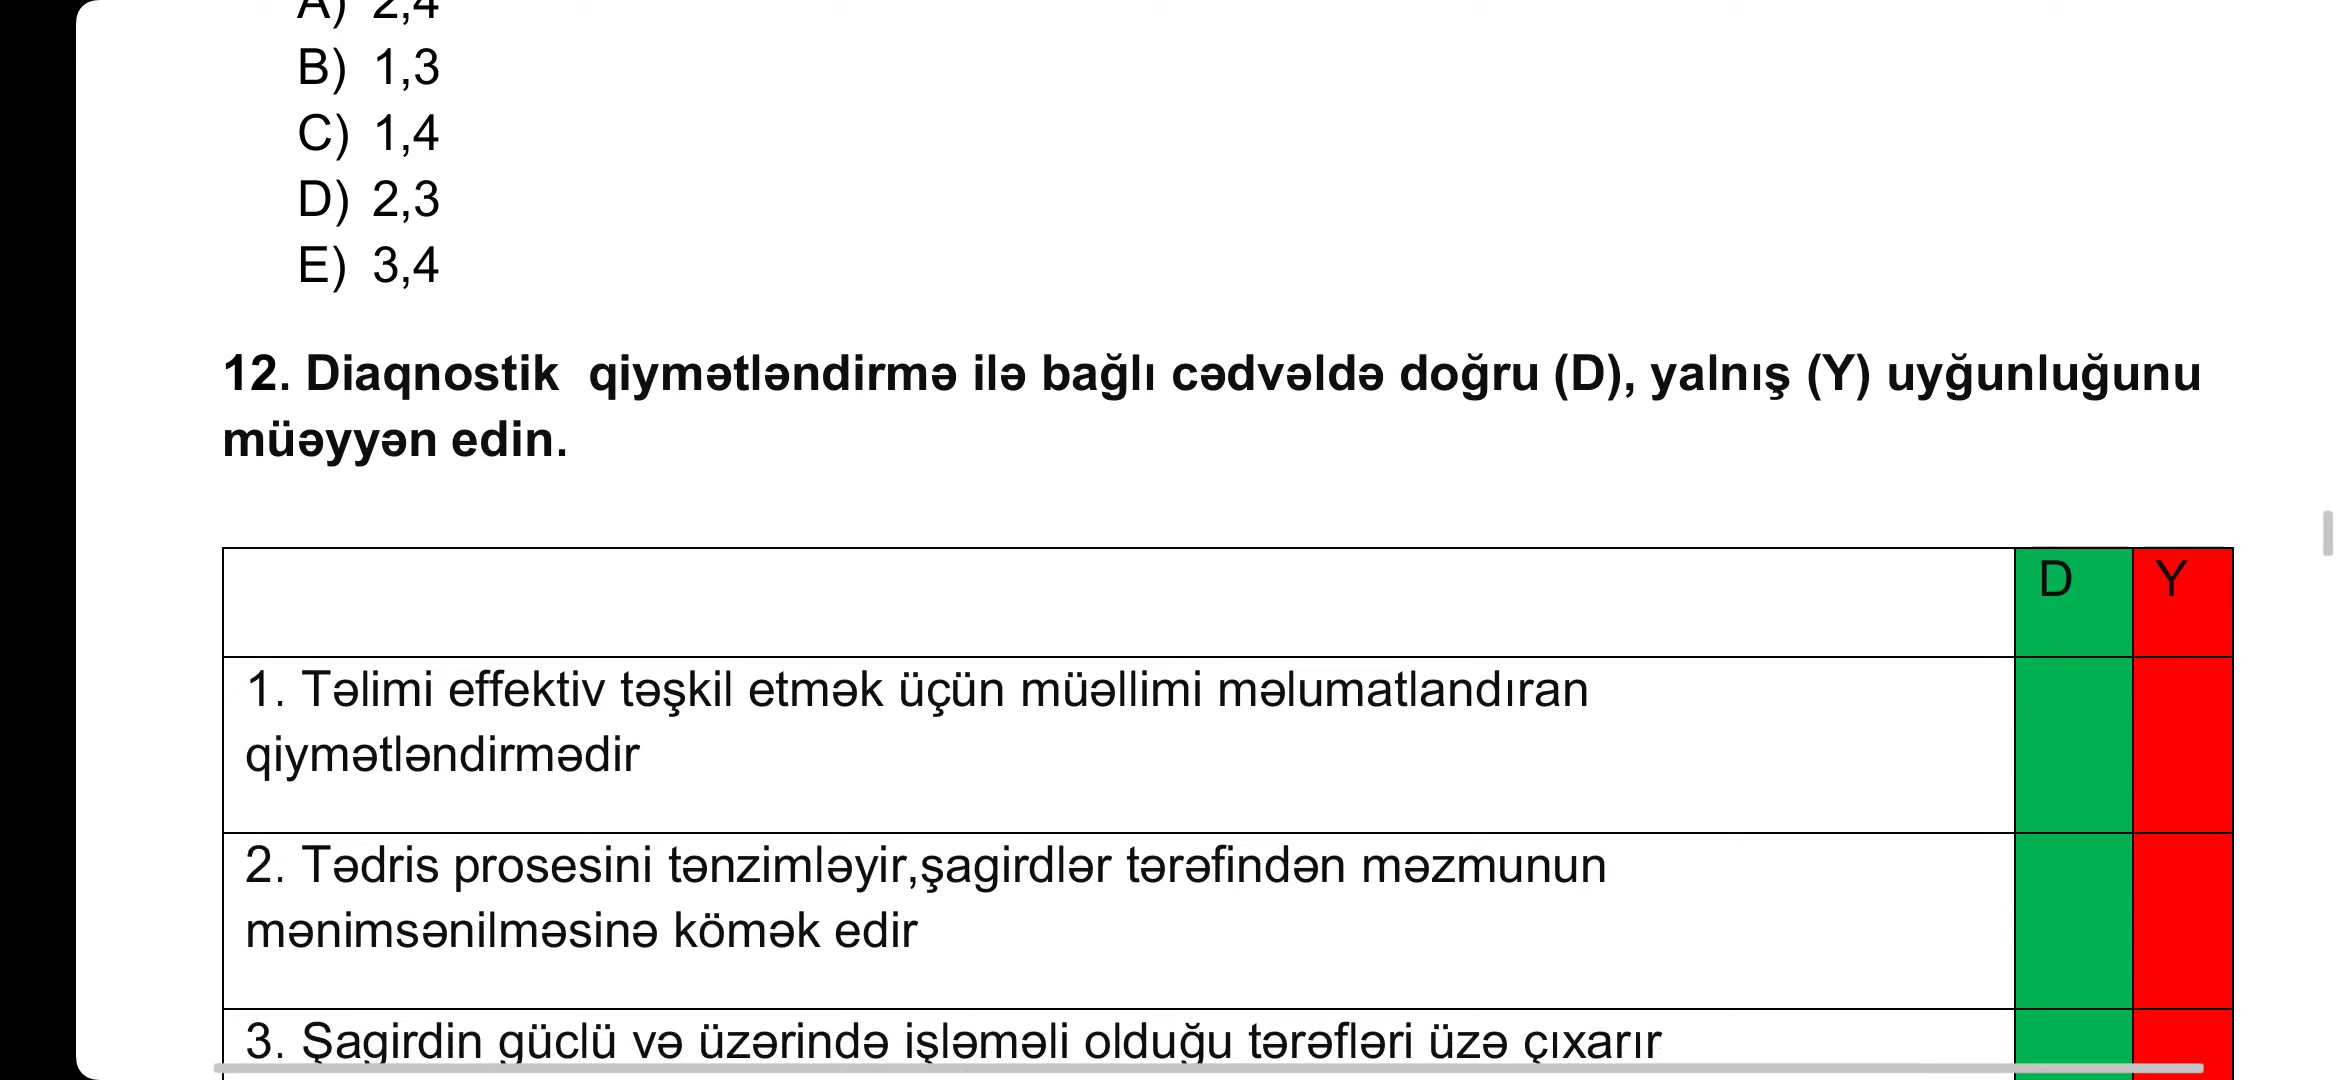 A) 2,4
B) 1,3
C) 1,4
D) 2,3
E) 3,4
12. Diaqnostik  qiymətləndirmə ilə bağlı cədvəldə doğru (D), yalnış (Y) uyğunluğunu
müəyyən edin.
D Y
1. Təlimi effektiv təşkil etmək üçün müəllimi məlumatlandıran
qiymətləndirmədir
2. Tədris prosesini tənzimləyir,şagirdlər tərəfindən məzmunun
mənimsənilməsinə kömək edir
3. Şagirdin güclü və üzərində işləməli olduğu tərəfləri üzə çıxarır